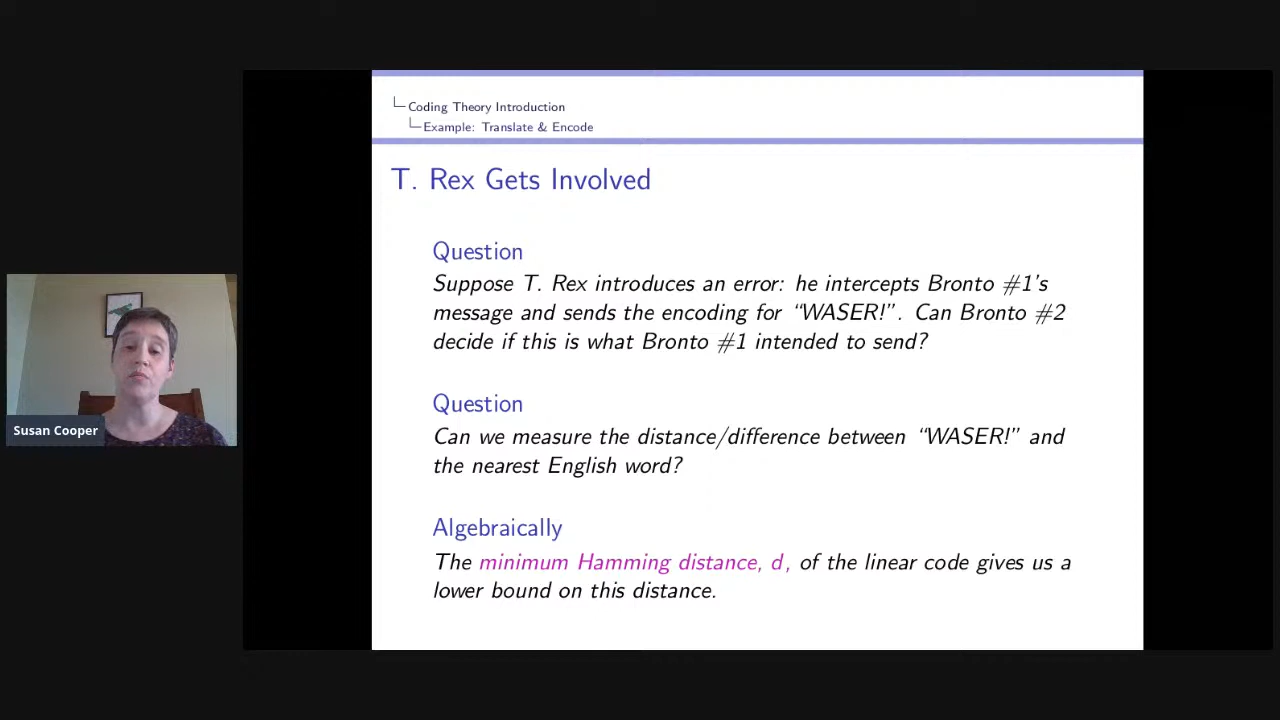 Coding Theory Introduction
Example: Translate & Encode
T. Rex Gets Involved
Question
Suppose T. Rex introduces an error: he intercepts Bronto #1's
message and sends the encoding for “WASER!”. Can Bronto #2
decide if this is what Bronto #1 intended to send?
Question
Can we measure the distance/difference between “WASER!” and
the nearest English word?
Algebraically
The minimum Hamming distance, d, of the linear code gives us a
lower bound on this distance.
Susan Cooper